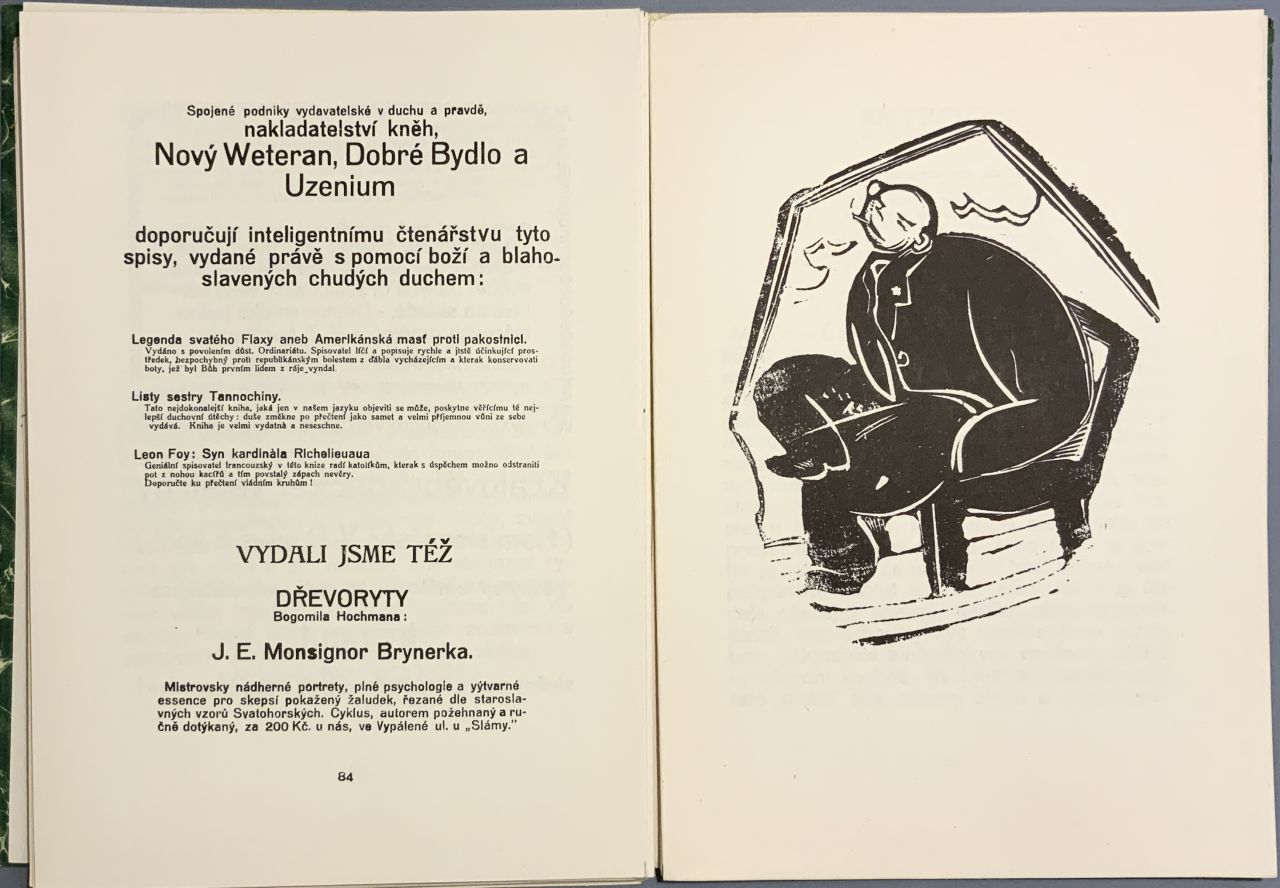 Spojené podniky vydavatelské v duchu a pravdě,
nakladatelství kněh,
Nový Weteran, Dobré Bydlo a
Uzenium
doporučují inteligentnímu čtenářstvu tyto
spisy, vydané právě s pomocí boží a blaho-
slavených chudých duchem:
Legenda svatého Flaxy aneb Amerikánská masť proti pakostnici.
Vydáno s povolením důst. Ordinariátu. Spisovatel líčí a popisuje rychle a jistě účinkující pros-
tředek, bezpochybný proti republikánským bolestem z ďábla vycházejícím a kterak konservovati
boty, jež byl Bůh prvním lidem z ráje vyndal.
Listy sestry Tannochiny.
Tato nejdokonalejší kniha, jaká jen v našem jazyku objeviti se může, poskytne věřícímu té nej-
lepší duchovní útěchy: duše změkne po přečtení jako samet a velmi příjemnou vůni ze sebe
vydává. Kniha je velmi vydatná a neseschne.
Leon Foy: Syn kardinála Richelieuaua
Geniální spisovatel francouzský v této knize radí katolíkům, kterak s úspěchem možno odstraniti
pot z nohou kacířů a tím povstalý zápach nevěry.
Doporučte ku přečtení vládním kruhům!
VYDALI JSME TÉŽ
DŘEVORYTY
Bogomila Hochmana:
J. E. Monsignor Brynerka.
Mistrovsky nádherné portrety, plné psychologie a výtvarné
essence pro skepsí pokažený žaludek, řezané dle starosla-
vných vzorů Svatohorských. Cyklus, autorem požehnaný a ru-
čně dotýkaný, za 200 Kč. u nás, ve Vypálené ul. u „Slámy."
84